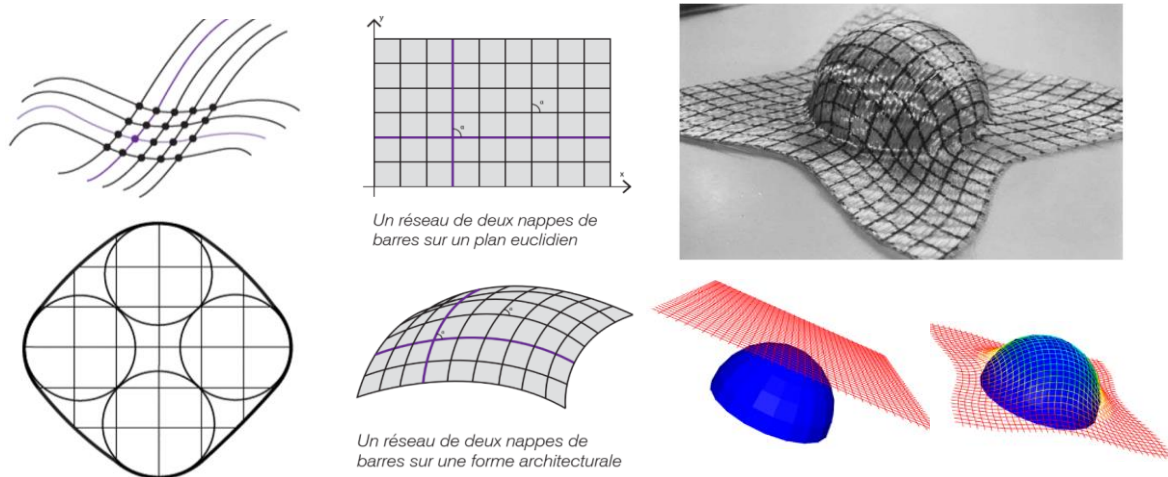 y
α
α
x
Un réseau de deux nappes de
barres sur un plan euclidien
Un réseau de deux nappes de
barres sur une forme architecturale